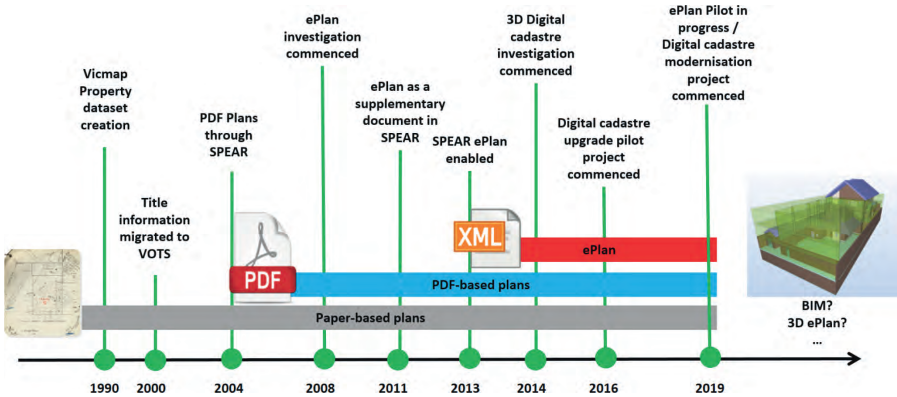 Vicmap
Property
dataset
creation
Title
information
migrated to
VOTS
PDF Plans
through
SPEAR
ePlan
investigation
commenced
ePlan as a
supplementary
document in
SPEAR
SPEAR ePlan
enabled
3D Digital
cadastre
investigation
commenced
Digital cadastre
upgrade pilot
project
commenced
ePlan Pilot in
progress /
Digital cadastre
modernisation
project
commenced
PDF
XML
ePlan
PDF-based plans
Paper-based plans
BIM?
3D ePlan?
...
1990
2000
2004
2008
2011
2013
2014
2016
2019